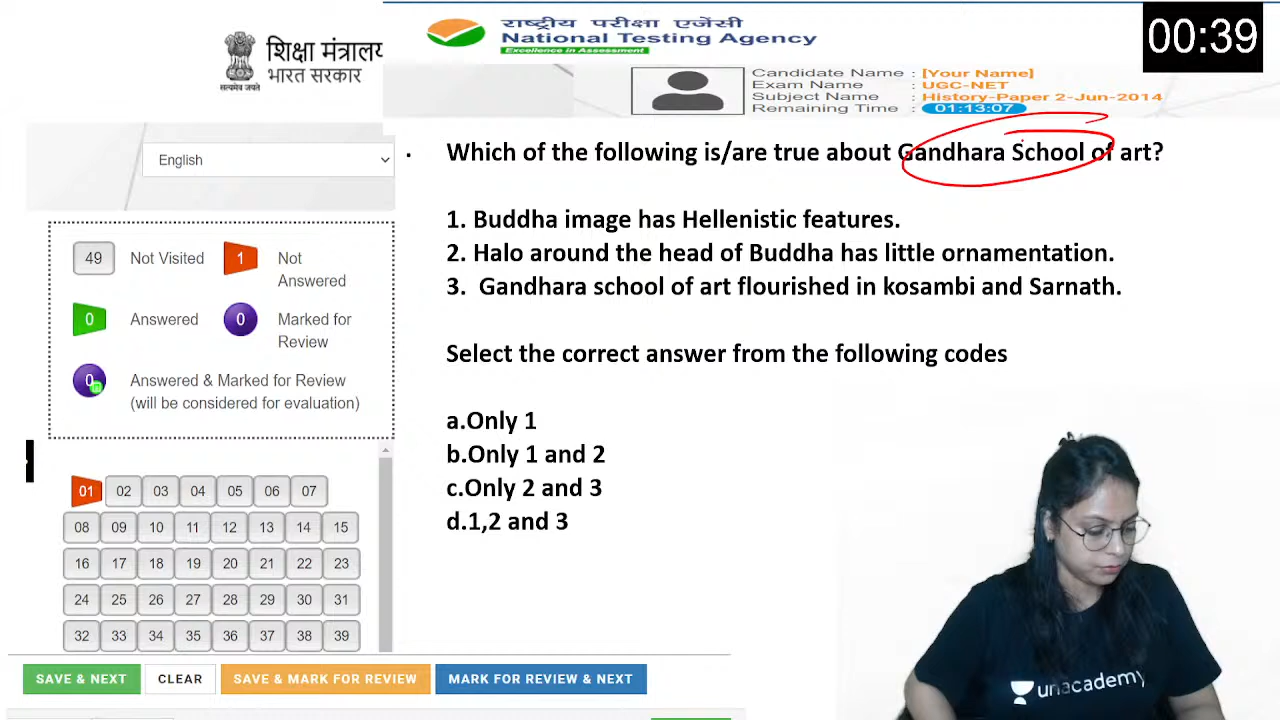 शिक्षा मंत्रालय
भारत सरकार
सत्यमेव जयते
राष्ट्रीय परीक्षा एजेंसी
National Testing Agency
Excellence in Assessment
00:39
Candidate Name : [Your Name]
Exam Name : UGC-NET
Subject Name : History-Paper 2-Jun-2014
Remaining Time : 01:13:07
English
49 Not Visited
1 Not Answered
0 Answered
0 Marked for Review
0 Answered & Marked for Review
(will be considered for evaluation)
01 02 03 04 05 06 07
08 09 10 11 12 13 14 15
16 17 18 19 20 21 22 23
24 25 26 27 28 29 30 31
32 33 34 35 36 37 38 39
SAVE & NEXT CLEAR SAVE & MARK FOR REVIEW MARK FOR REVIEW & NEXT
Which of the following is/are true about Gandhara School of art?
1. Buddha image has Hellenistic features.
2. Halo around the head of Buddha has little ornamentation.
3. Gandhara school of art flourished in kosambi and Sarnath.
Select the correct answer from the following codes
a.Only 1
b.Only 1 and 2
c.Only 2 and 3
d.1,2 and 3
unacademy